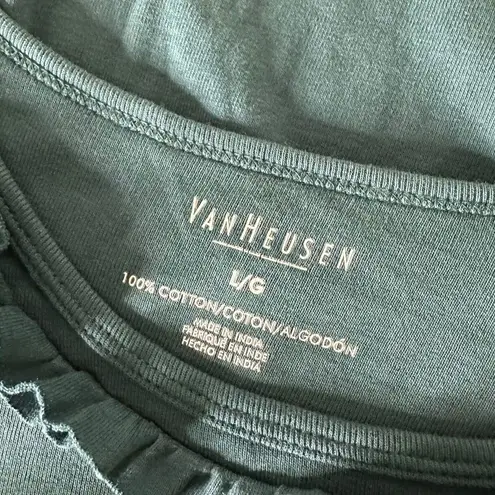 VANHEUSEN
L/G
100% COTTON/COTON/ALGODÓN
MADE IN INDIA
FABRIQUÉ EN INDE
HECHO EN INDIA